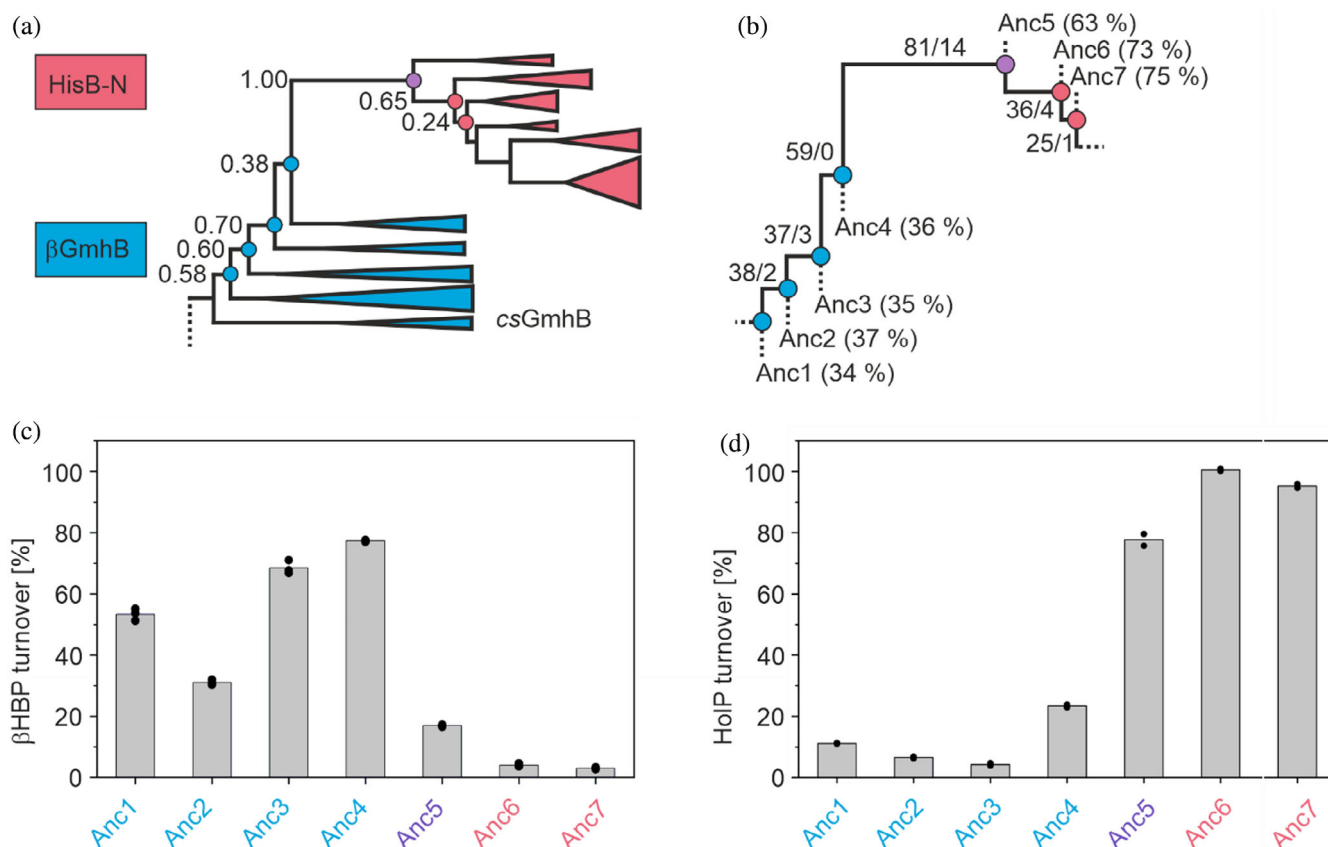 (a)
HisB-N
βGmhB
1.00
0.65
0.24
0.38
0.70
0.60
0.58
csGmhB
(b)
81/14
Anc5 (63 %)
Anc6 (73 %)
Anc7 (75 %)
36/4
25/1
59/0
Anc4 (36 %)
37/3
38/2
Anc3 (35 %)
Anc2 (37 %)
Anc1 (34 %)
(c)
βHBP turnover [%]
100
80
60
40
20
0
Anc1
Anc2
Anc3
Anc4
Anc5
Anc6
Anc7
(d)
HolP turnover [%]
100
80
60
40
20
0
Anc1
Anc2
Anc3
Anc4
Anc5
Anc6
Anc7